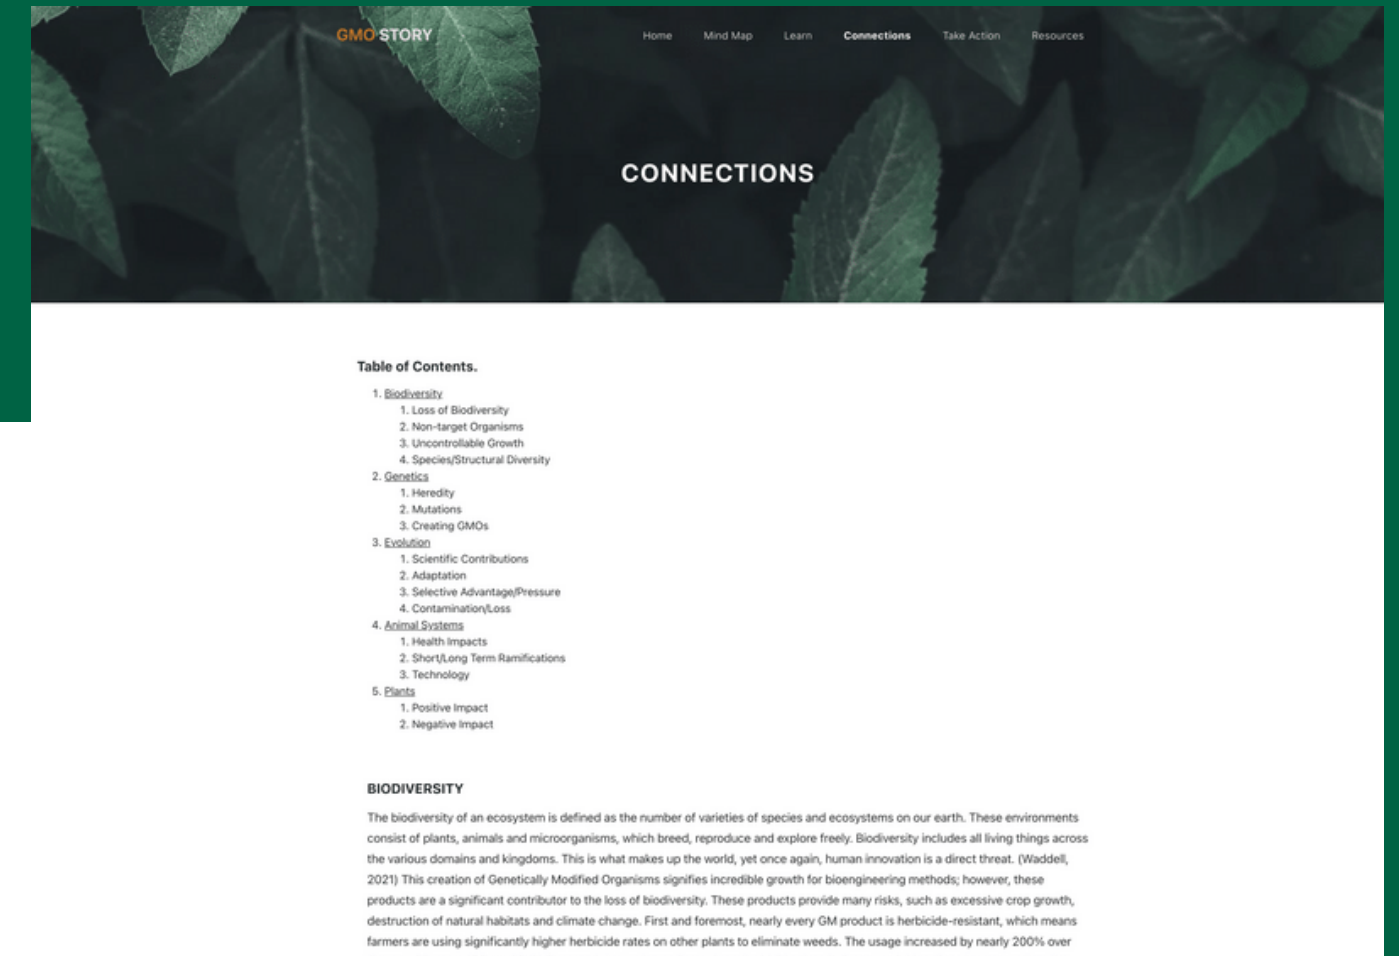 GMO STORY
Home Mind Map Learn Connections Take Action Resources
CONNECTIONS
Table of Contents.
1. Biodiversity
1. Loss of Biodiversity
2. Non-target Organisms
3. Uncontrollable Growth
4. Species/Structural Diversity
2. Genetics
1. Heredity
2. Mutations
3. Creating GMOs
3. Evolution
1. Scientific Contributions
2. Adaptation
3. Selective Advantage/Pressure
4. Contamination/Loss
4. Animal Systems
1. Health Impacts
2. Short/Long Term Ramifications
3. Technology
5. Plants
1. Positive Impact
2. Negative Impact
BIODIVERSITY
The biodiversity of an ecosystem is defined as the number of varieties of species and ecosystems on our earth. These environments
consist of plants, animals and microorganisms, which breed, reproduce and explore freely. Biodiversity includes all living things across
the various domains and kingdoms. This is what makes up the world, yet once again, human innovation is a direct threat. (Waddell,
2021) This creation of Genetically Modified Organisms signifies incredible growth for bioengineering methods; however, these
products are a significant contributor to the loss of biodiversity. These products provide many risks, such as excessive crop growth,
destruction of natural habitats and climate change. First and foremost, nearly every GM product is herbicide-resistant, which means
farmers are using significantly higher herbicide rates on other plants to eliminate weeds. The usage increased by nearly 200% over